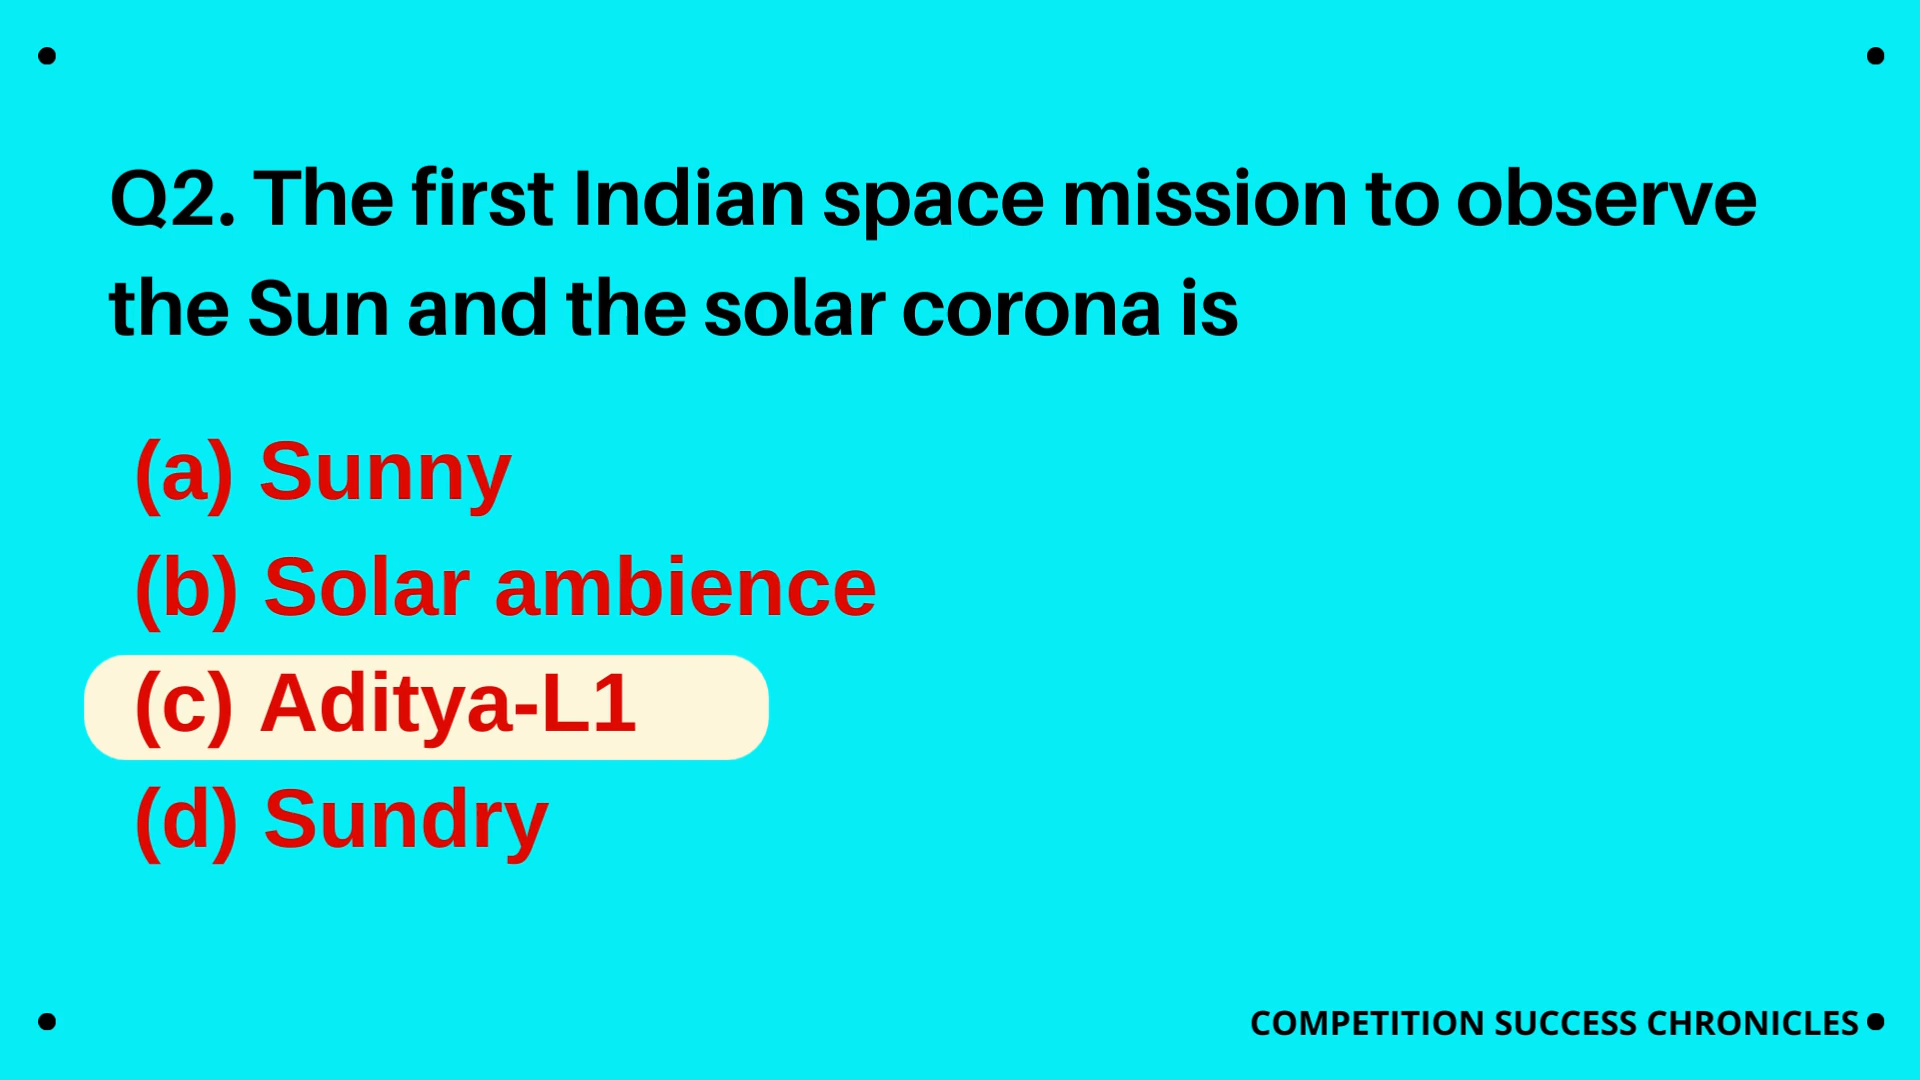 Q2. The first Indian space mission to observe
the Sun and the solar corona is
(a) Sunny
(b) Solar ambience
(c) Aditya-L1
(d) Sundry
COMPETITION SUCCESS CHRONICLES